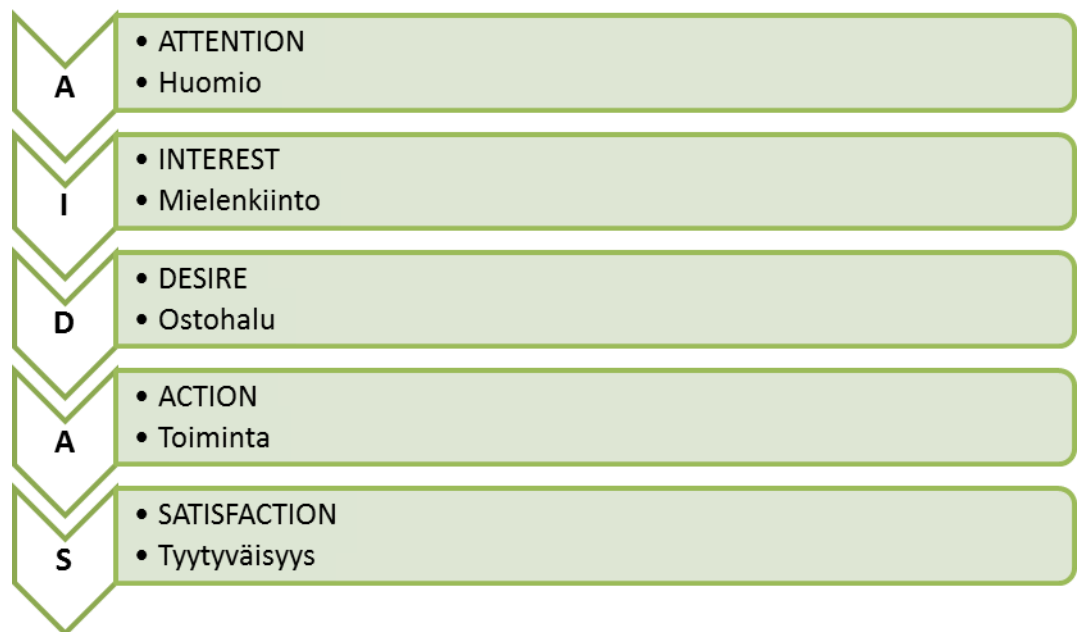 A
• ATTENTION
• Huomio
I
• INTEREST
• Mielenkiinto
D
• DESIRE
• Ostohalu
A
• ACTION
• Toiminta
S
• SATISFACTION
• Tyytyväisyys